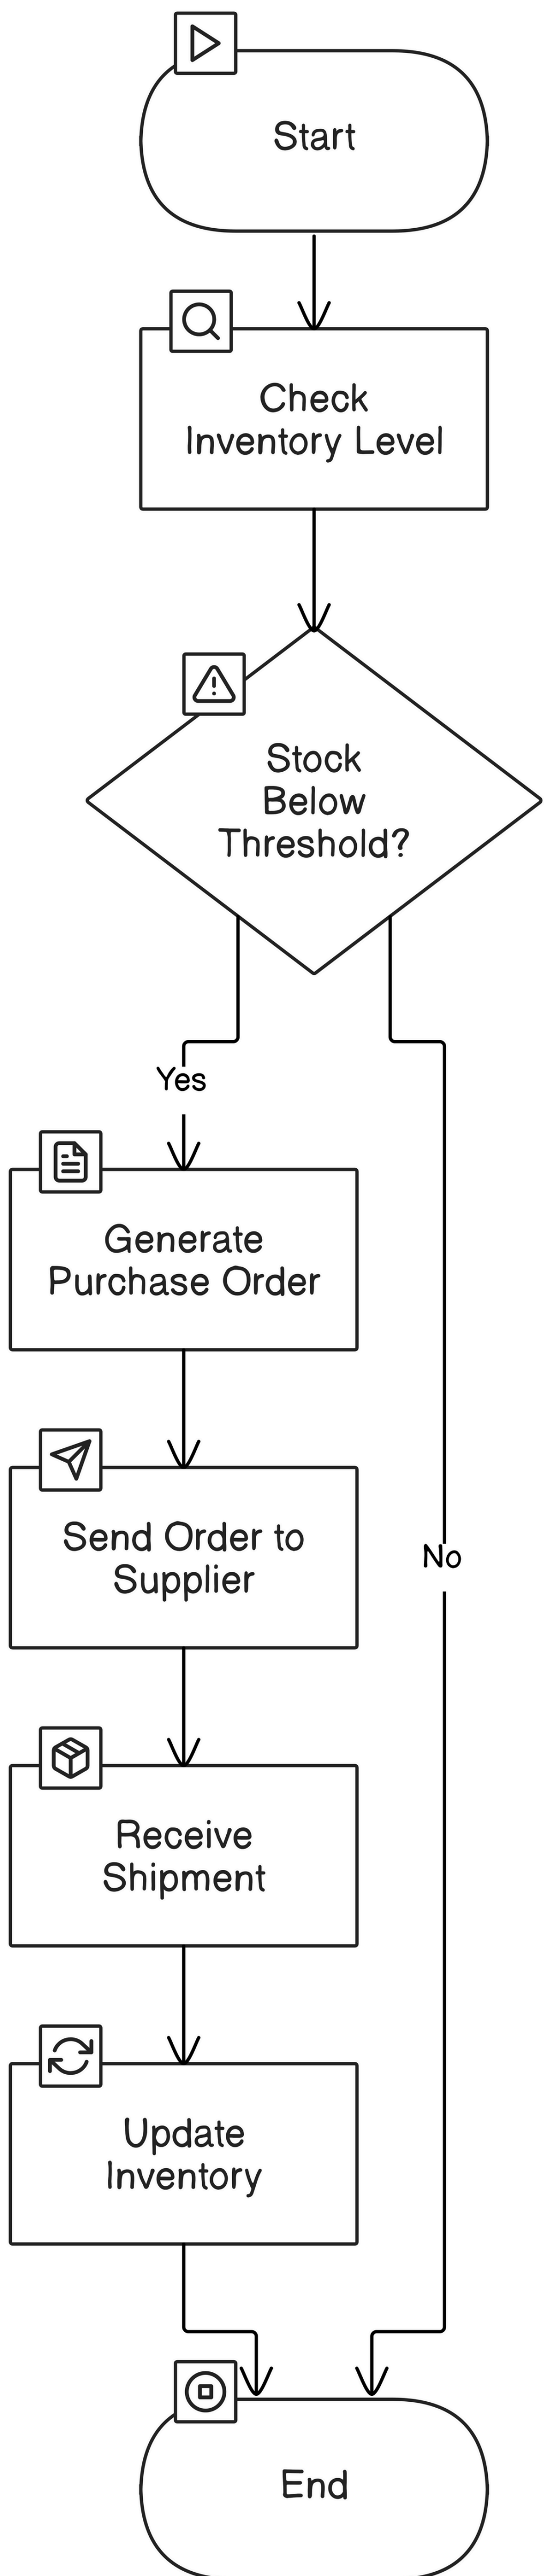 Start
Check
Inventory Level
Stock
Below
Threshold?
Yes
Generate
Purchase Order
Send Order to
Supplier
No
Receive
Shipment
Update
Inventory
End